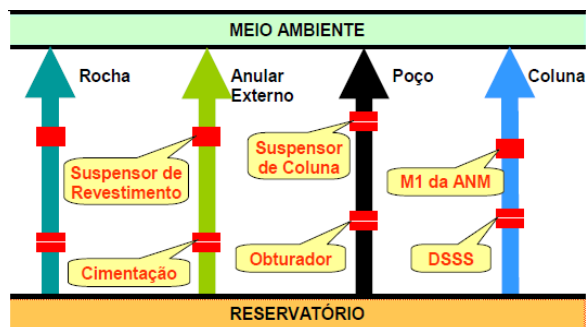 MEIO AMBIENTE
Rocha
Anular
Externo
Poço
Coluna
Suspensor de
Revestimento
Suspensor
de Coluna
M1 da ANM
Cimentação
Obturador
DSSS
RESERVATÓRIO